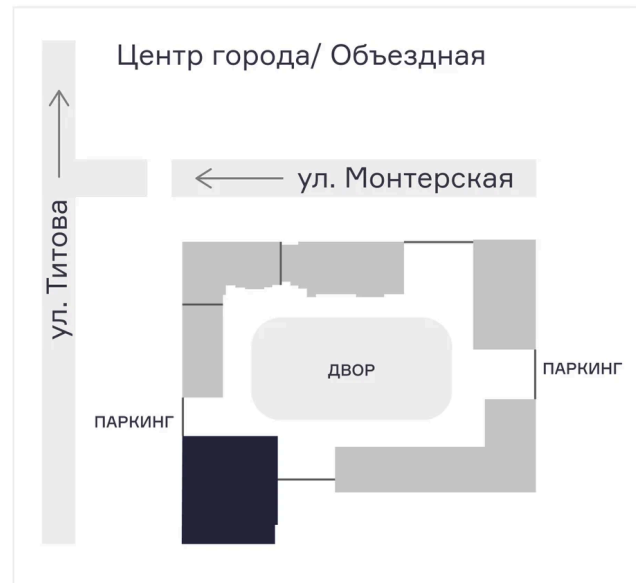 Центр города/ Объездная
ул. Монтерская
ул. Титова
ДВОР
ПАРКИНГ
ПАРКИНГ